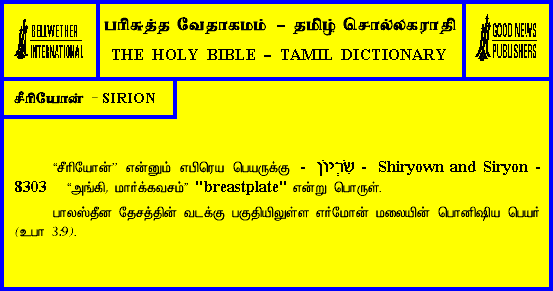 BELLWETHER
INTERNATIONAL
பரிசுத்த வேதாகமம் – தமிழ் சொல்லகராதி
THE HOLY BIBLE – TAMIL DICTIONARY
GOOD NEWS
PUBLISHERS
சீரியோன் – SIRION
“சீரியோன்” என்னும் எபிரெய பெயருக்கு - שִׂרְיוֹן - Shiryown and Siryon -
8303 “அங்கி, மார்க்கவசம்” "breastplate" என்று பொருள்.
பாலஸ்தீன தேசத்தின் வடக்கு பகுதியிலுள்ள எர்மோன் மலையின் பெனிஷிய பெயர்
(உபா 3:9).